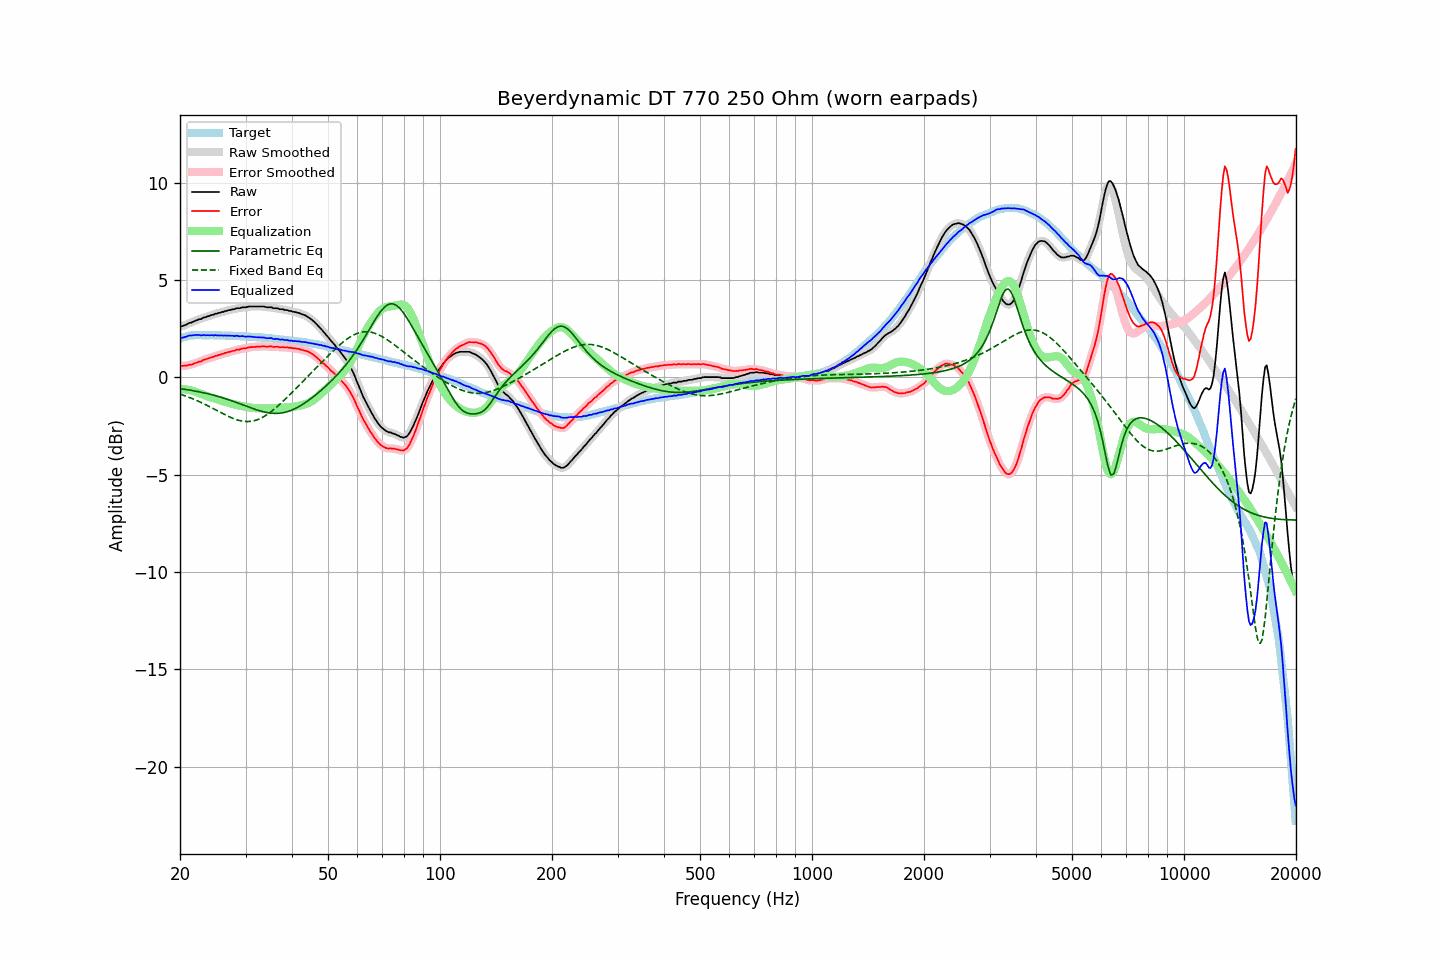 Beyerdynamic DT 770 250 Ohm (worn earpads)
Target
Raw Smoothed
Error Smoothed
Raw
Error
Equalization
Parametric Eq
Fixed Band Eq
Equalized
Amplitude (dBr)
10
5
0
−5
−10
−15
−20
20 50 100 200 500 1000 2000 5000 10000 20000
Frequency (Hz)